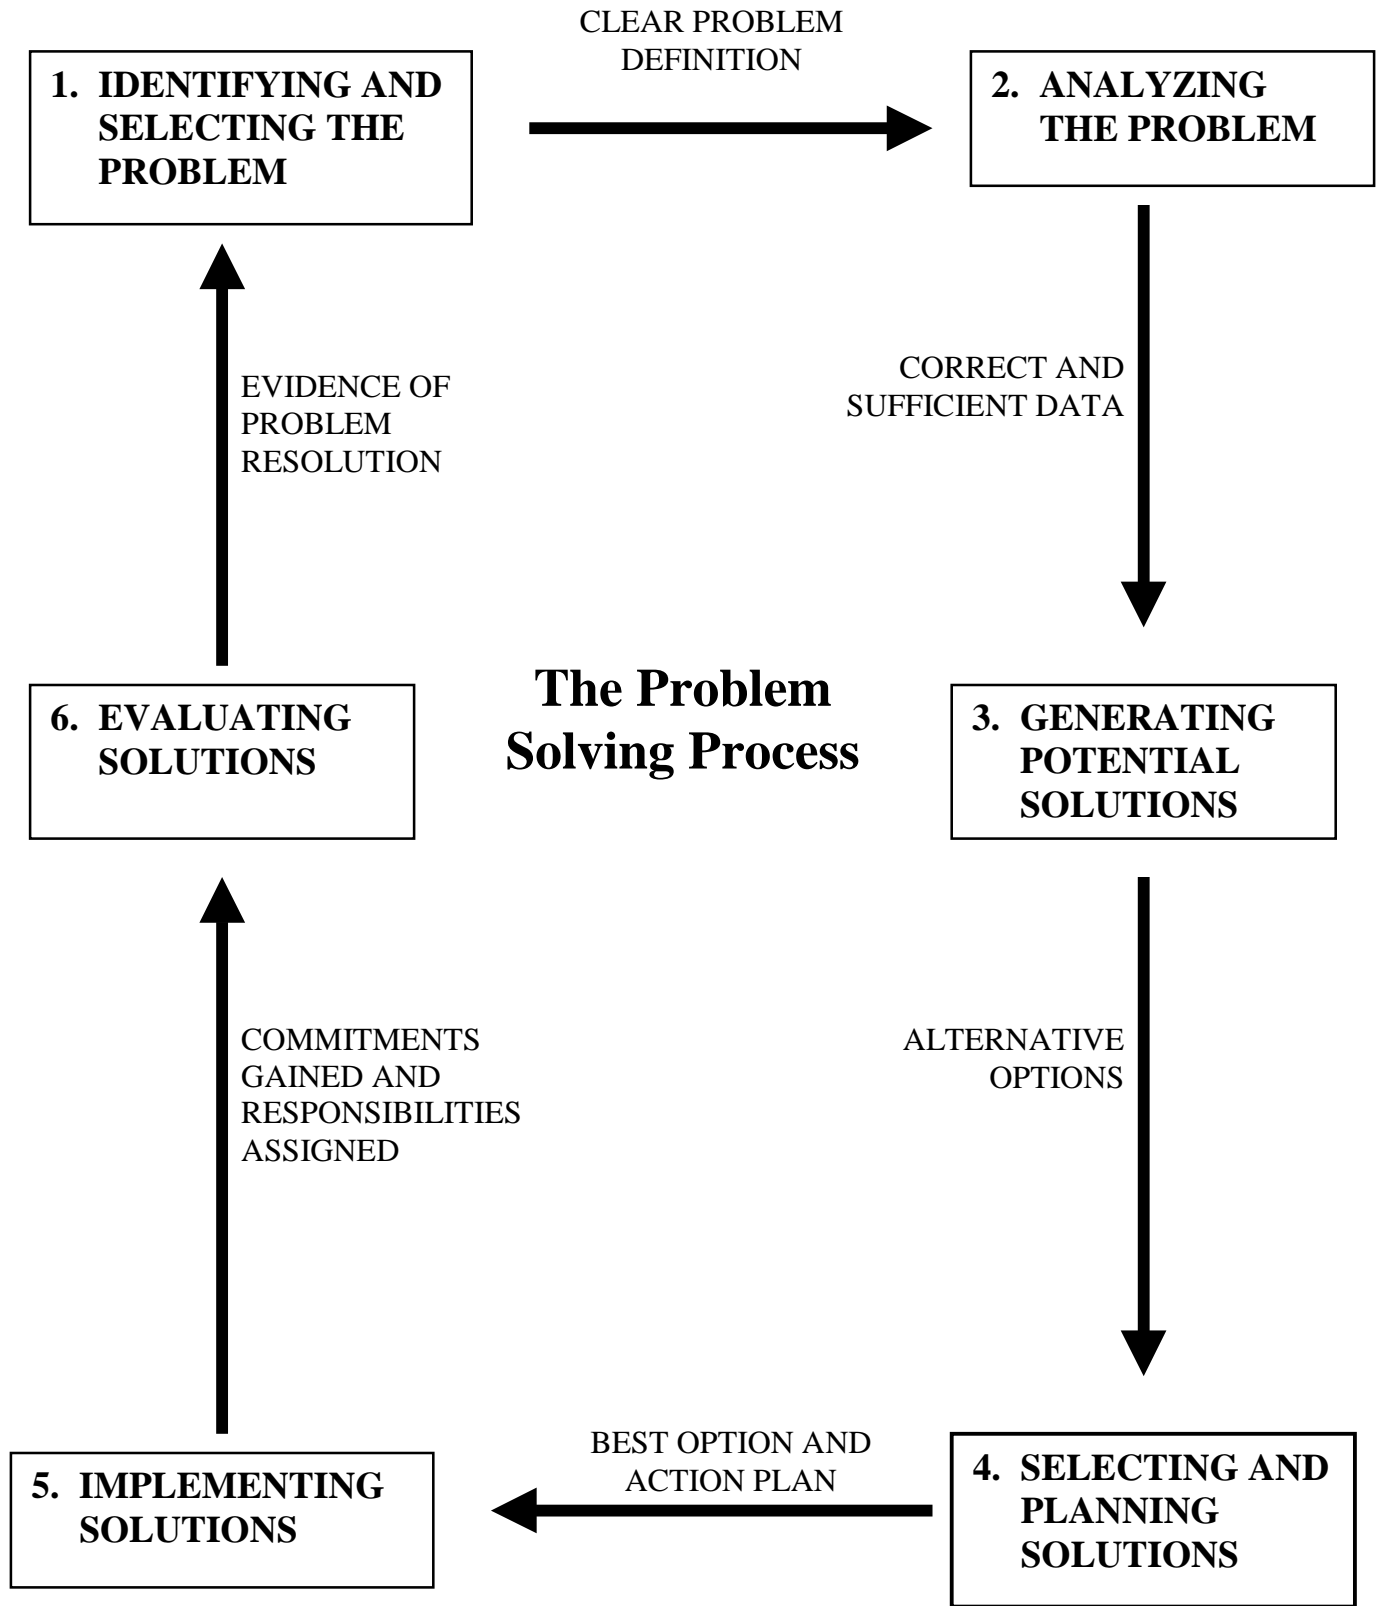 CLEAR PROBLEM
DEFINITION
1. IDENTIFYING AND
SELECTING THE
PROBLEM
2. ANALYZING
THE PROBLEM
CORRECT AND
SUFFICIENT DATA
EVIDENCE OF
PROBLEM
RESOLUTION
The Problem
Solving Process
6. EVALUATING
SOLUTIONS
3. GENERATING
POTENTIAL
SOLUTIONS
COMMITMENTS
GAINED AND
RESPONSIBILITIES
ASSIGNED
ALTERNATIVE
OPTIONS
BEST OPTION AND
ACTION PLAN
5. IMPLEMENTING
SOLUTIONS
4. SELECTING AND
PLANNING
SOLUTIONS